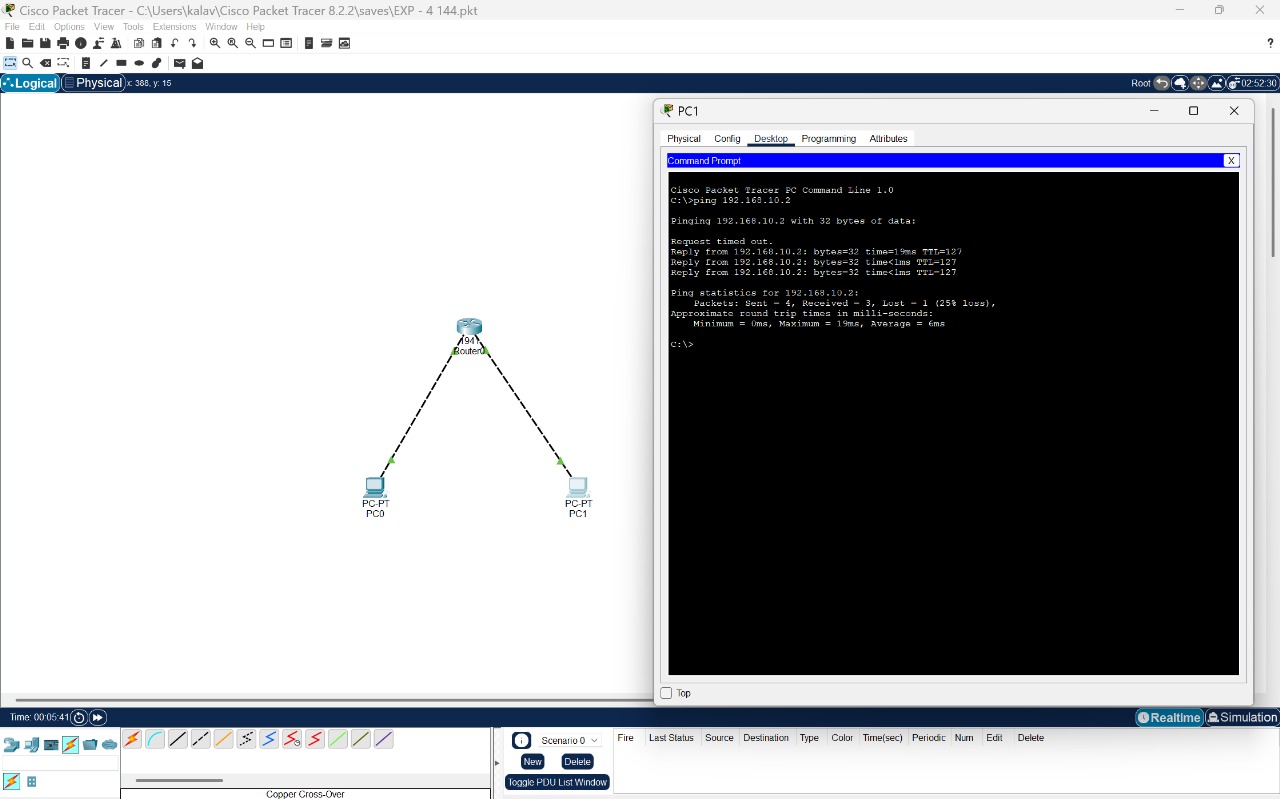 Cisco Packet Tracer - C:\Users\kalav\Cisco Packet Tracer 8.2.2\saves\EXP - 4 144.pkt
File Edit Options View Tools Extensions Window Help
?
Logical Physical x: 388, y: 15 Root 02:52:30
PC1
Physical Config Desktop Programming Attributes
Command Prompt X
Cisco Packet Tracer PC Command Line 1.0
C:\>ping 192.168.10.2
Pinging 192.168.10.2 with 32 bytes of data:
Request timed out.
Reply from 192.168.10.2: bytes=32 time=19ms TTL=127
Reply from 192.168.10.2: bytes=32 time<1ms TTL=127
Reply from 192.168.10.2: bytes=32 time<1ms TTL=127
Ping statistics for 192.168.10.2:
Packets: Sent = 4, Received = 3, Lost = 1 (25% loss),
Approximate round trip times in milli-seconds:
Minimum = 0ms, Maximum = 19ms, Average = 6ms
C:\>
1941
Router0
PC-PT
PC0
PC-PT
PC1
Top
Time: 00:05:41 Realtime Simulation
Scenario 0
New Delete
Toggle PDU List Window
Fire Last Status Source Destination Type Color Time(sec) Periodic Num Edit Delete
Copper Cross-Over